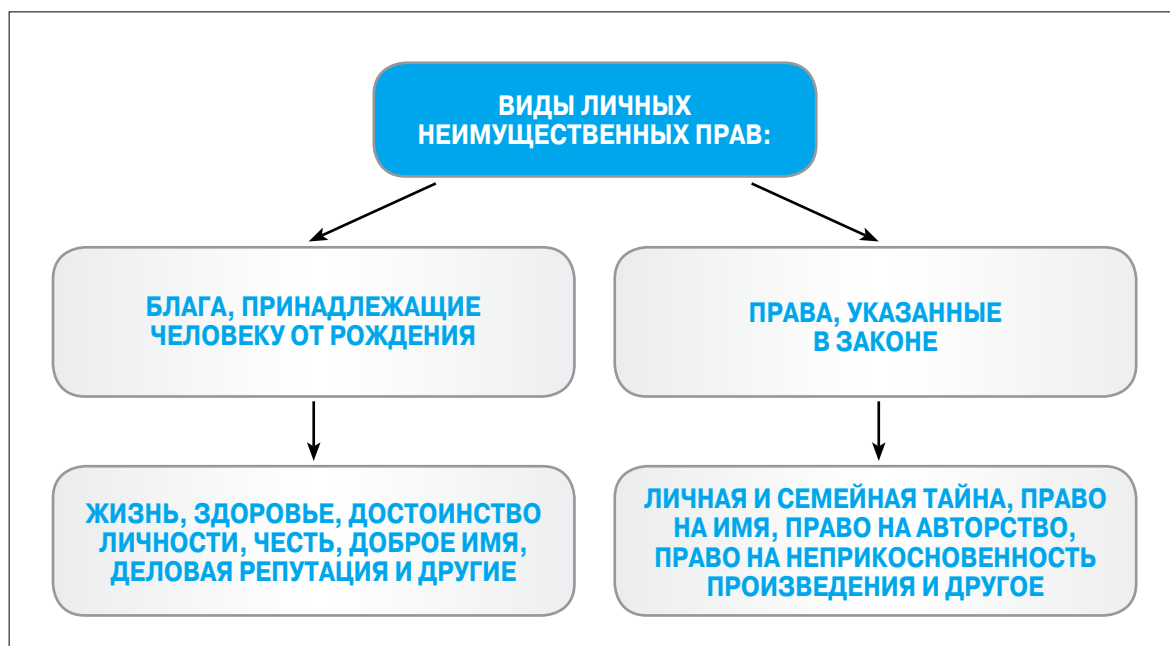 ВИДЫ ЛИЧНЫХ
НЕИМУЩЕСТВЕННЫХ ПРАВ:
БЛАГА, ПРИНАДЛЕЖАЩИЕ
ЧЕЛОВЕКУ ОТ РОЖДЕНИЯ
ПРАВА, УКАЗАННЫЕ
В ЗАКОНЕ
ЖИЗНЬ, ЗДОРОВЬЕ, ДОСТОИНСТВО
ЛИЧНОСТИ, ЧЕСТЬ, ДОБРОЕ ИМЯ,
ДЕЛОВАЯ РЕПУТАЦИЯ И ДРУГИЕ
ЛИЧНАЯ И СЕМЕЙНАЯ ТАЙНА, ПРАВО
НА ИМЯ, ПРАВО НА АВТОРСТВО,
ПРАВО НА НЕПРИКОСНОВЕННОСТЬ
ПРОИЗВЕДЕНИЯ И ДРУГОЕ